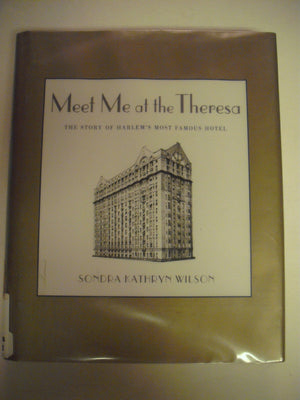 Meet Me at the Theresa
THE STORY OF HARLEM'S MOST FAMOUS HOTEL
SONDRA KATHRYN WILSON